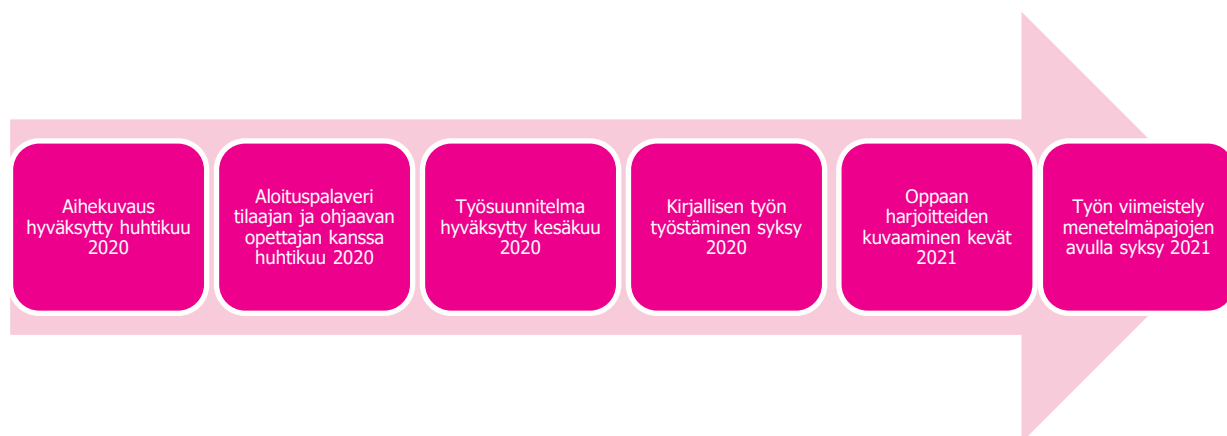 Aihekuvaus
hyväksytty huhtikuu
2020
Aloituspalaveri
tilaajan ja ohjaavan
opettajan kanssa
huhtikuu 2020
Työsuunnitelma
hyväksytty kesäkuu
2020
Kirjallisen työn
työstäminen syksy
2020
Oppaan
harjoitteiden
kuvaaminen kevät
2021
Työn viimeistely
menetelmäpajojen
avulla syksy 2021